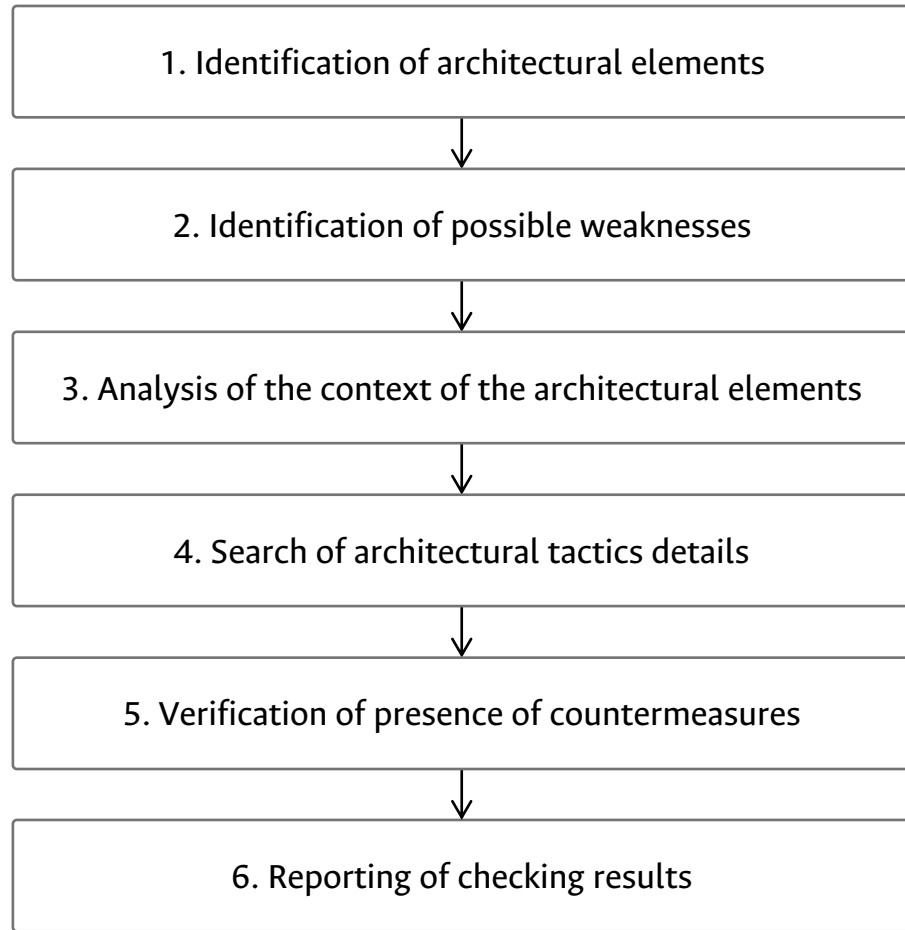 1. Identification of architectural elements
2. Identification of possible weaknesses
3. Analysis of the context of the architectural elements
4. Search of architectural tactics details
5. Verification of presence of countermeasures
6. Reporting of checking results